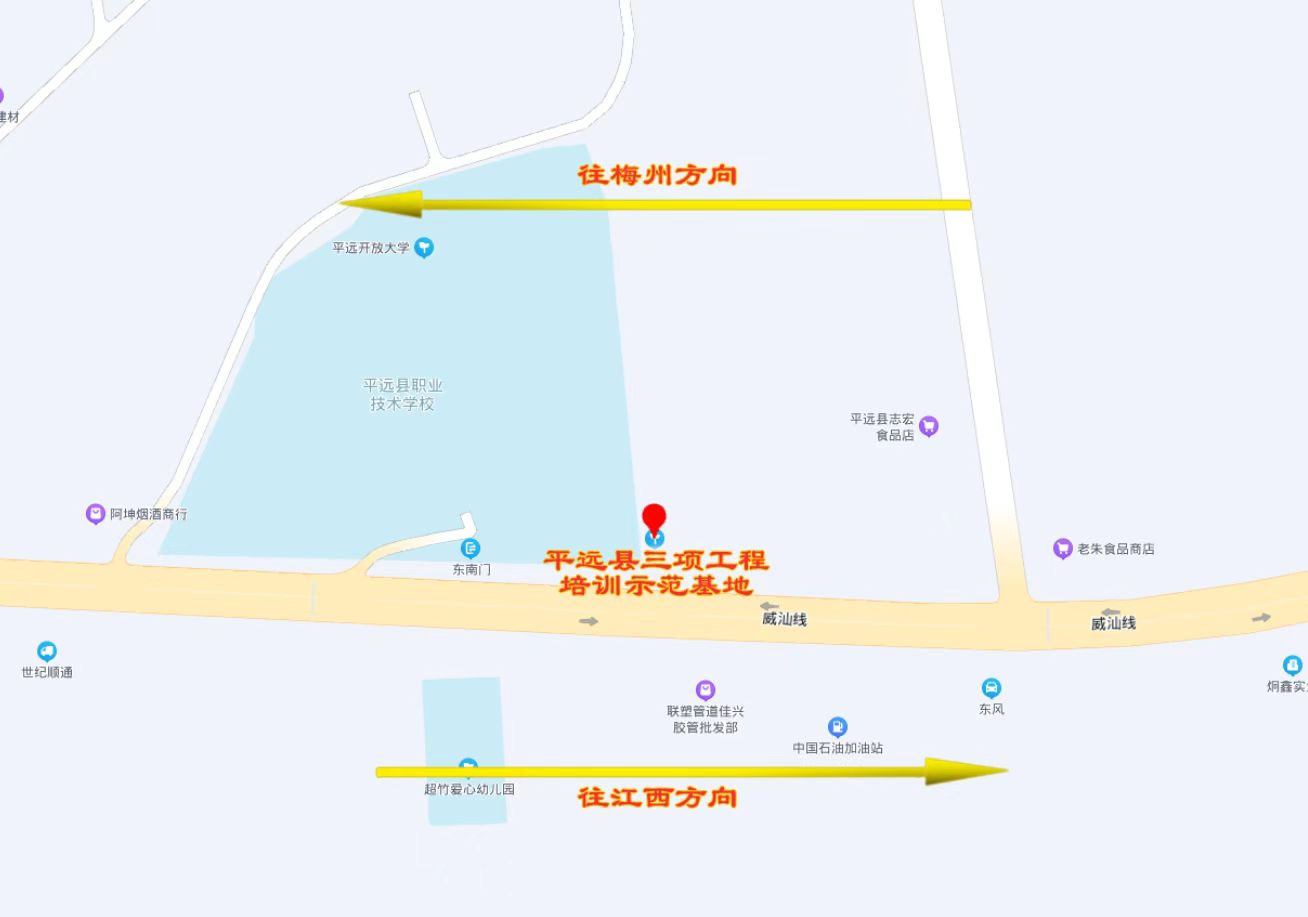 建材
往梅州方向
平远开放大学
平远县职业
技术学校
平远县志宏
食品店
阿坤烟酒商行
东南门
平远县三项工程
培训示范基地
老朱食品商店
威汕线
威汕线
世纪顺通
联塑管道佳兴
胶管批发部
东风
炯鑫实
中国石油加油站
超竹爱心幼儿园
往江西方向